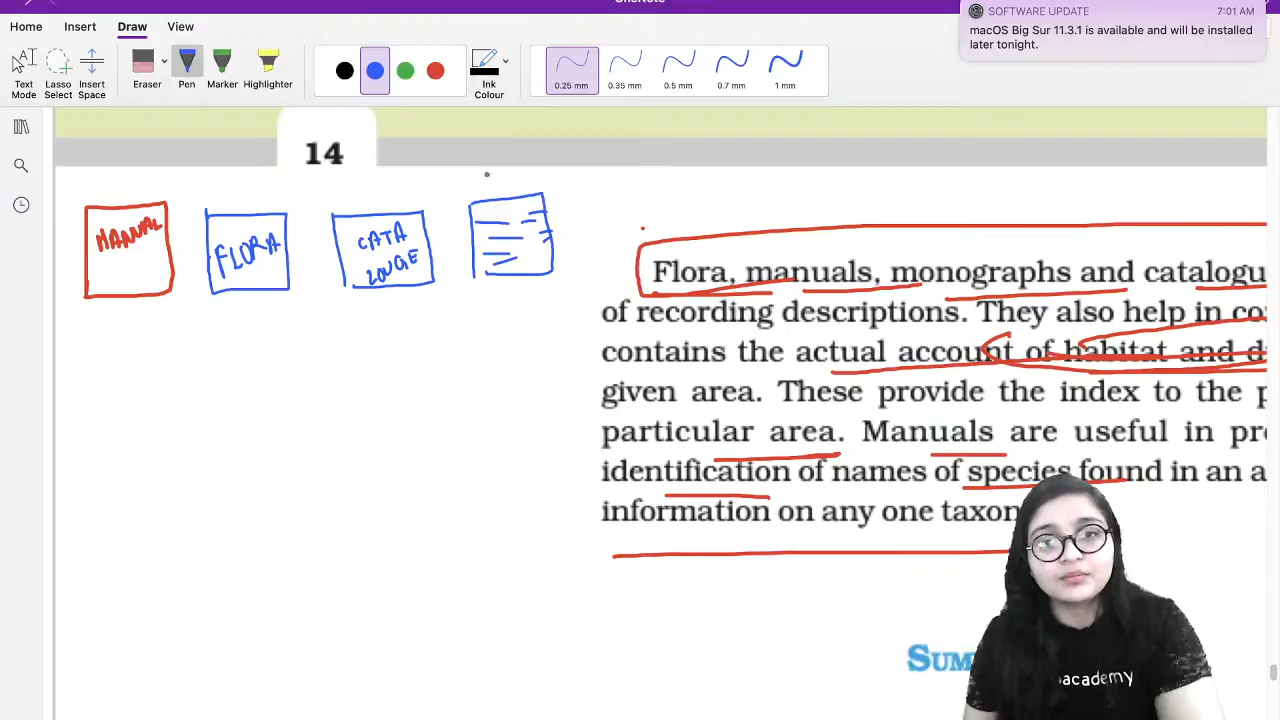 OneNote
SOFTWARE UPDATE
7:01 AM
macOS Big Sur 11.3.1 is available and will be installed
later tonight.
Home Insert Draw View
Text Mode
Lasso Select
Insert Space
Eraser
Pen
Marker
Highlighter
Ink Colour
0.25 mm
0.35 mm
0.5 mm
0.7 mm
1 mm
14
MANUAL
FLORA
CATA
LOUGE
Flora, manuals, monographs and catalogu
of recording descriptions. They also help in co
contains the actual account of habitat and d
given area. These provide the index to the p
particular area. Manuals are useful in pr
identification of names of species found in an a
information on any one taxon
SUM
academy